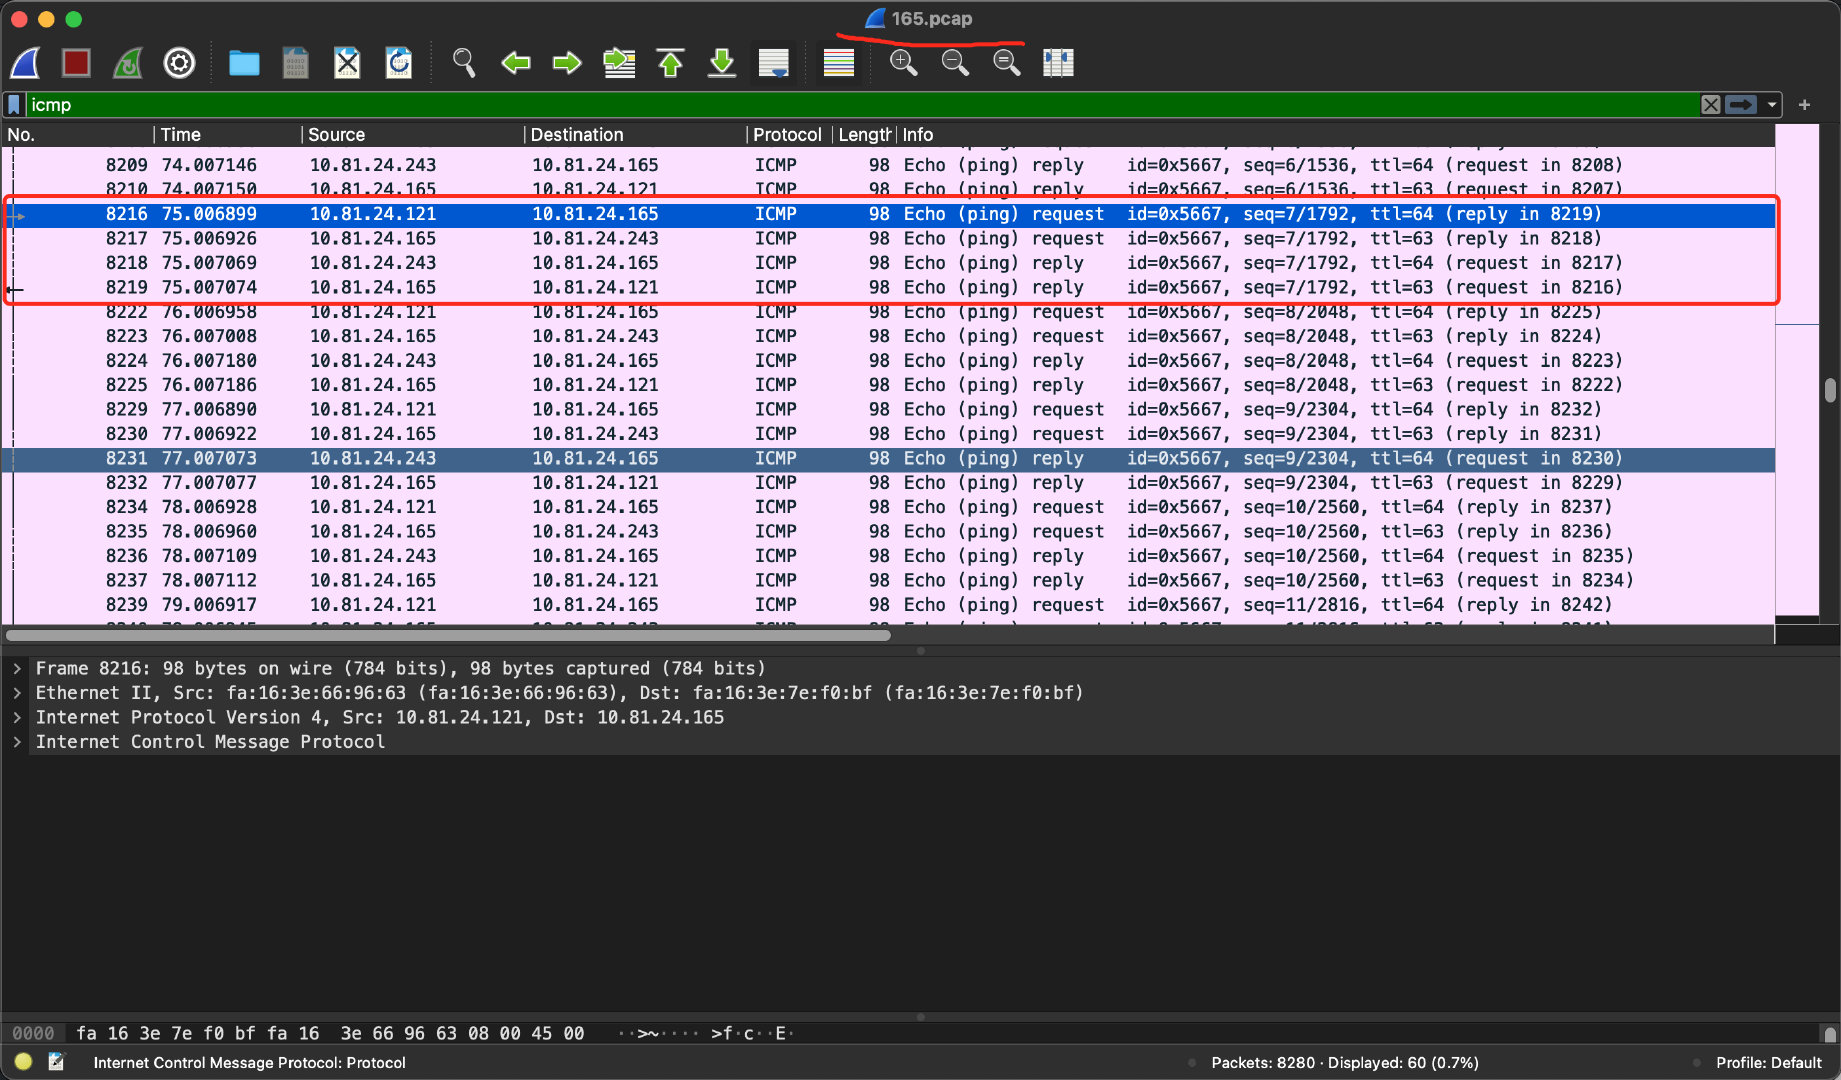 165.pcap
icmp
No. Time Source Destination Protocol Length Info
8209 74.007146 10.81.24.243 10.81.24.165 ICMP 98 Echo (ping) reply id=0x5667, seq=6/1536, ttl=64 (request in 8208)
8210 74.007150 10.81.24.165 10.81.24.121 ICMP 98 Echo (ping) reply id=0x5667, seq=6/1536, ttl=63 (request in 8207)
8216 75.006899 10.81.24.121 10.81.24.165 ICMP 98 Echo (ping) request id=0x5667, seq=7/1792, ttl=64 (reply in 8219)
8217 75.006926 10.81.24.165 10.81.24.243 ICMP 98 Echo (ping) request id=0x5667, seq=7/1792, ttl=63 (reply in 8218)
8218 75.007069 10.81.24.243 10.81.24.165 ICMP 98 Echo (ping) reply id=0x5667, seq=7/1792, ttl=64 (request in 8217)
8219 75.007074 10.81.24.165 10.81.24.121 ICMP 98 Echo (ping) reply id=0x5667, seq=7/1792, ttl=63 (request in 8216)
8222 76.006958 10.81.24.121 10.81.24.165 ICMP 98 Echo (ping) request id=0x5667, seq=8/2048, ttl=64 (reply in 8225)
8223 76.007008 10.81.24.165 10.81.24.243 ICMP 98 Echo (ping) request id=0x5667, seq=8/2048, ttl=63 (reply in 8224)
8224 76.007180 10.81.24.243 10.81.24.165 ICMP 98 Echo (ping) reply id=0x5667, seq=8/2048, ttl=64 (request in 8223)
8225 76.007186 10.81.24.165 10.81.24.121 ICMP 98 Echo (ping) reply id=0x5667, seq=8/2048, ttl=63 (request in 8222)
8229 77.006890 10.81.24.121 10.81.24.165 ICMP 98 Echo (ping) request id=0x5667, seq=9/2304, ttl=64 (reply in 8232)
8230 77.006922 10.81.24.165 10.81.24.243 ICMP 98 Echo (ping) request id=0x5667, seq=9/2304, ttl=63 (reply in 8231)
8231 77.007073 10.81.24.243 10.81.24.165 ICMP 98 Echo (ping) reply id=0x5667, seq=9/2304, ttl=64 (request in 8230)
8232 77.007077 10.81.24.165 10.81.24.121 ICMP 98 Echo (ping) reply id=0x5667, seq=9/2304, ttl=63 (request in 8229)
8234 78.006928 10.81.24.121 10.81.24.165 ICMP 98 Echo (ping) request id=0x5667, seq=10/2560, ttl=64 (reply in 8237)
8235 78.006960 10.81.24.165 10.81.24.243 ICMP 98 Echo (ping) request id=0x5667, seq=10/2560, ttl=63 (reply in 8236)
8236 78.007109 10.81.24.243 10.81.24.165 ICMP 98 Echo (ping) reply id=0x5667, seq=10/2560, ttl=64 (request in 8235)
8237 78.007112 10.81.24.165 10.81.24.121 ICMP 98 Echo (ping) reply id=0x5667, seq=10/2560, ttl=63 (request in 8234)
8239 79.006917 10.81.24.121 10.81.24.165 ICMP 98 Echo (ping) request id=0x5667, seq=11/2816, ttl=64 (reply in 8242)
Frame 8216: 98 bytes on wire (784 bits), 98 bytes captured (784 bits)
Ethernet II, Src: fa:16:3e:66:96:63 (fa:16:3e:66:96:63), Dst: fa:16:3e:7e:f0:bf (fa:16:3e:7e:f0:bf)
Internet Protocol Version 4, Src: 10.81.24.121, Dst: 10.81.24.165
Internet Control Message Protocol
0000 fa 16 3e 7e f0 bf fa 16 3e 66 96 63 08 00 45 00 ··>~···· >f·c··E·
Internet Control Message Protocol: Protocol Packets: 8280 · Displayed: 60 (0.7%) Profile: Default